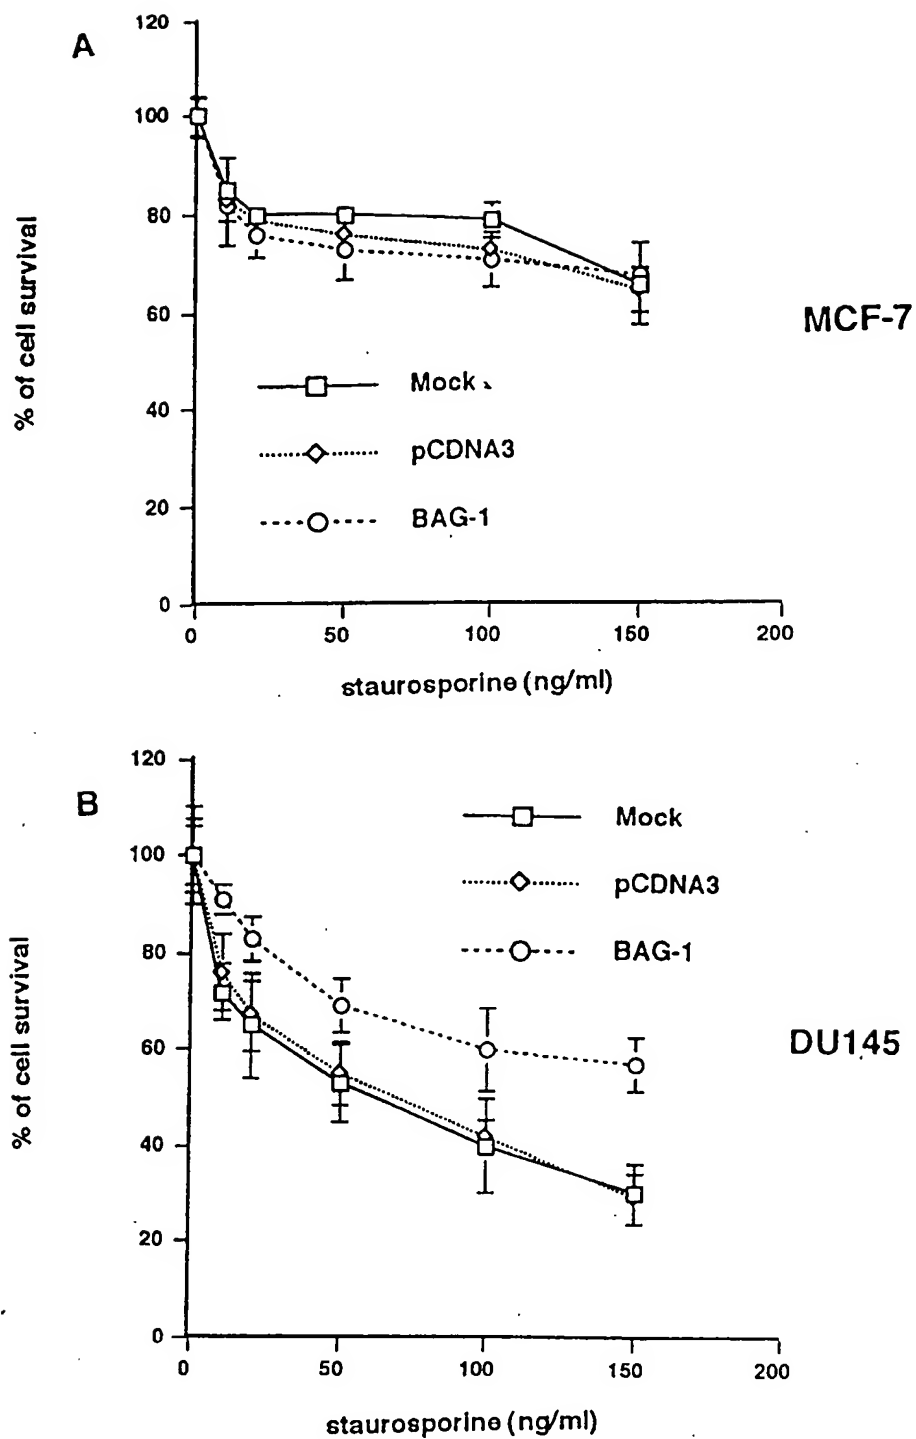 A
120
100
80
60
40
20
0
% of cell survival
Mock
pCDNA3
BAG-1
MCF-7
0 50 100 150 200
staurosporine (ng/ml)
B
120
100
80
60
40
20
0
% of cell survival
Mock
pCDNA3
BAG-1
DU145
0 50 100 150 200
staurosporine (ng/ml)